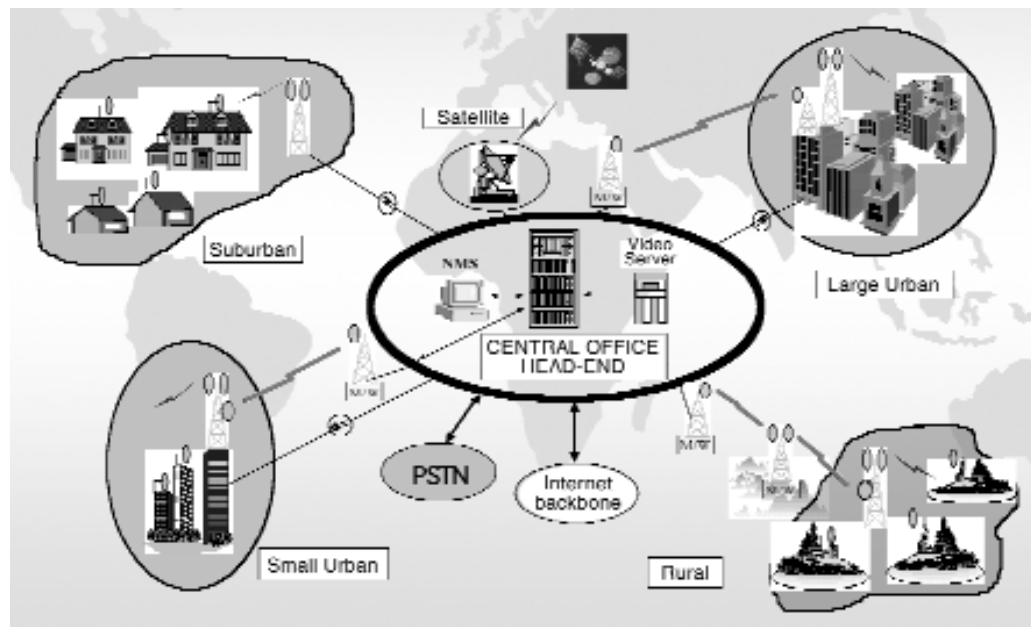 Satellite
M/W
Suburban
NMS
Video
Server
Large Urban
CENTRAL OFFICE
HEAD-END
M/W
M/W
M/W
PSTN
Internet
backbone
Small Urban
Rural